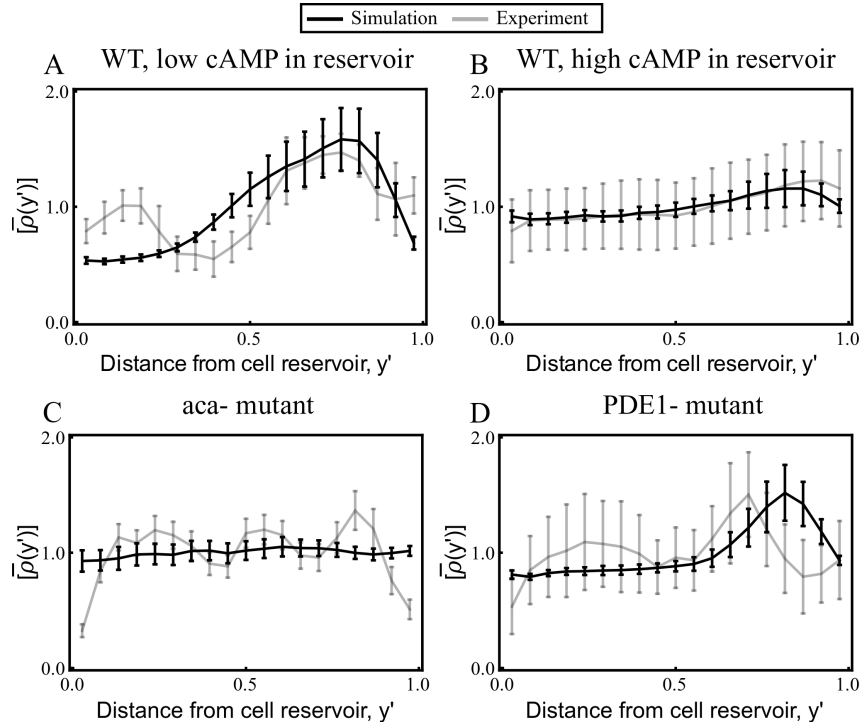 Simulation Experiment
A WT, low cAMP in reservoir
B WT, high cAMP in reservoir
2.0
1.0
0.0
[ρ̅(y')]
0.0 0.5 1.0
Distance from cell reservoir, y'
2.0
1.0
0.0
[ρ̅(y')]
0.0 0.5 1.0
Distance from cell reservoir, y'
C aca- mutant
D PDE1- mutant
2.0
1.0
0.0
[ρ̅(y')]
0.0 0.5 1.0
Distance from cell reservoir, y'
2.0
1.0
0.0
[ρ̅(y')]
0.0 0.5 1.0
Distance from cell reservoir, y'